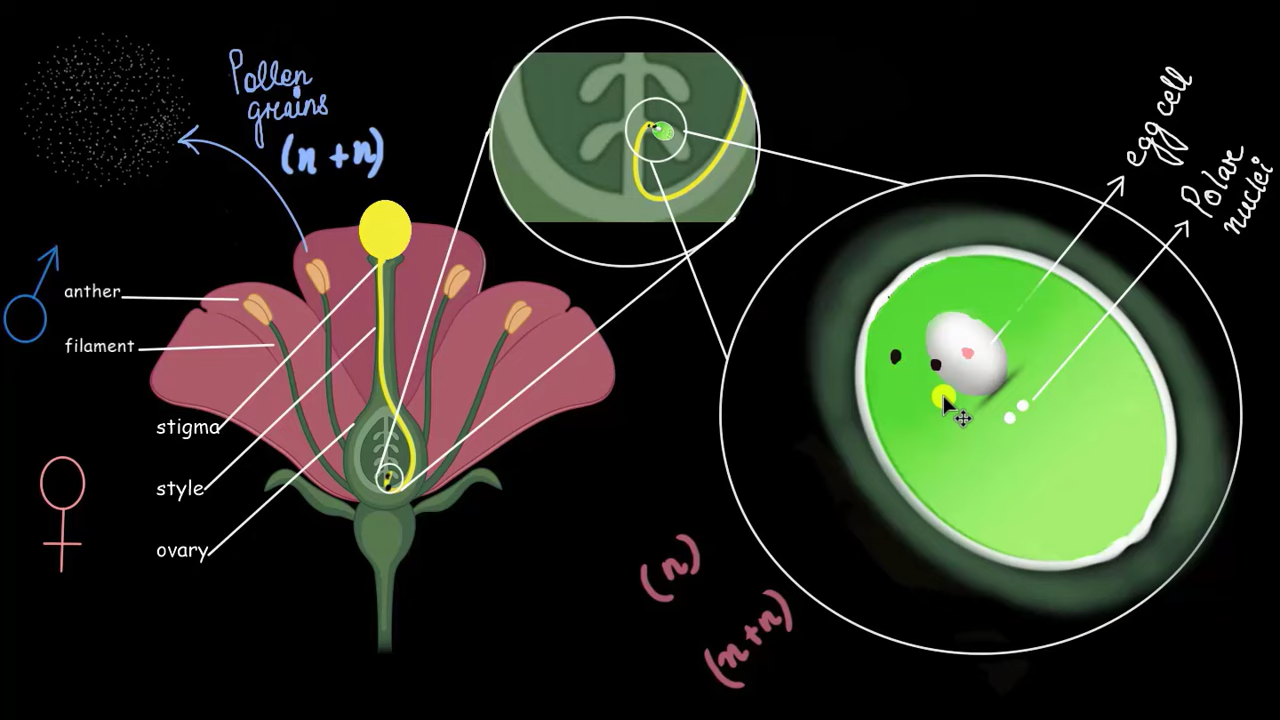 Pollen
grains
(n+n)
anther
filament
stigma
style
ovary
egg cell
Polar
nuclei
(n)
(n+n)